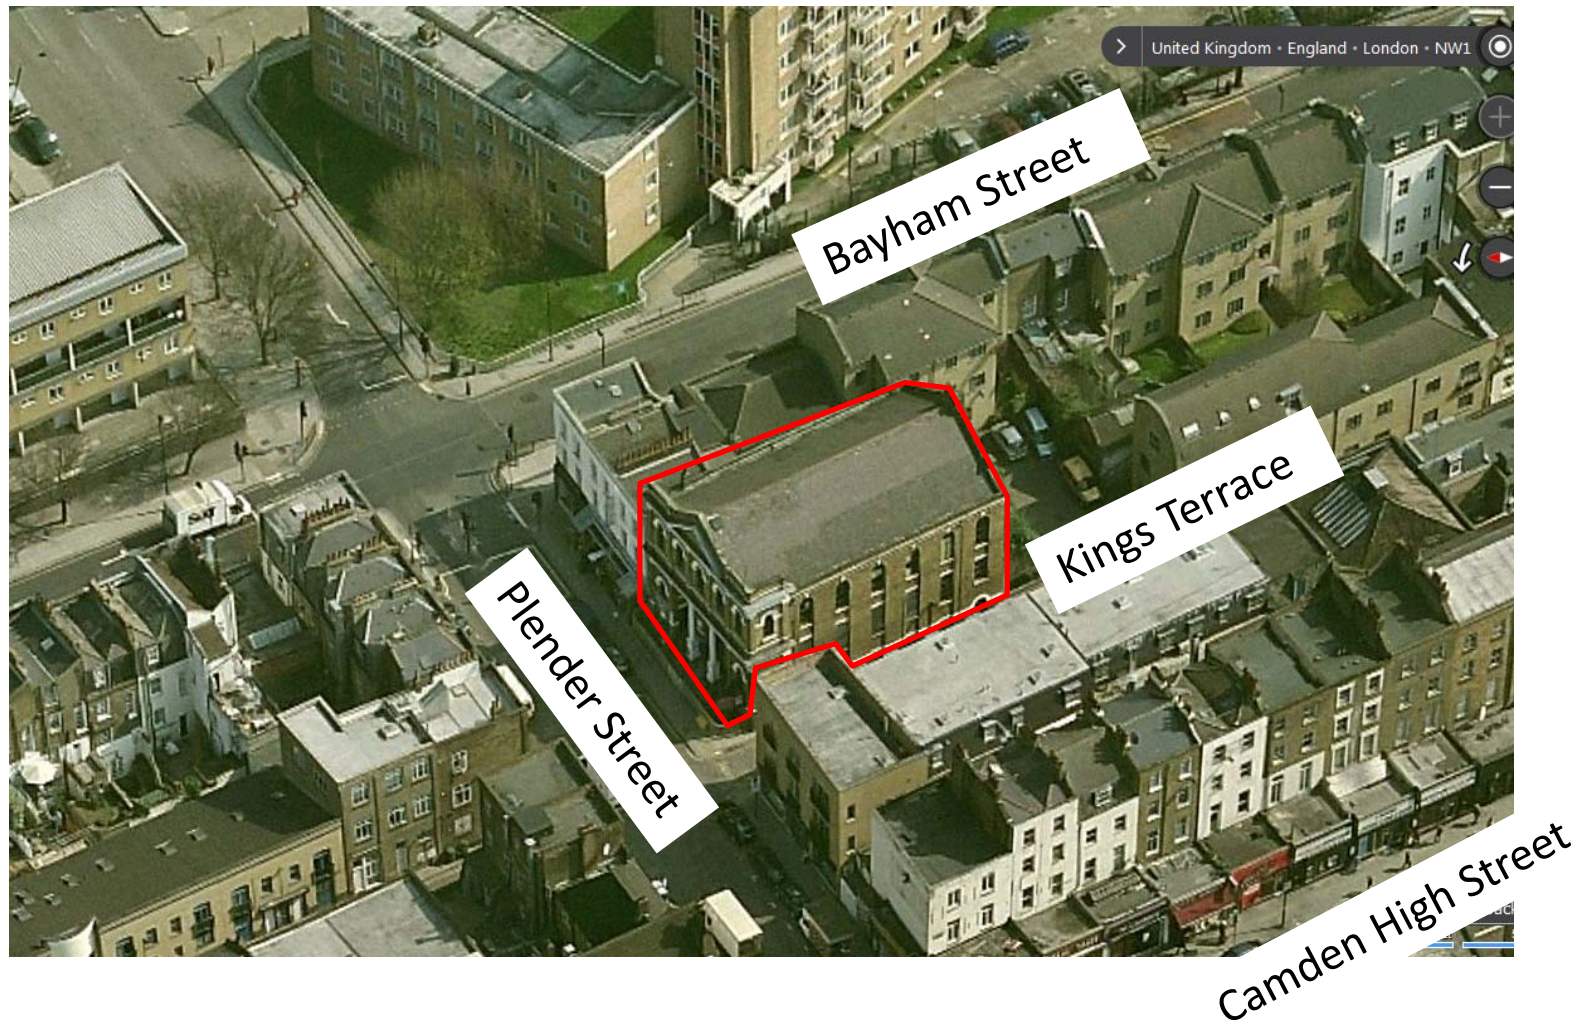 United Kingdom • England • London • NW1
Bayham Street
Kings Terrace
Plender Street
Camden High Street